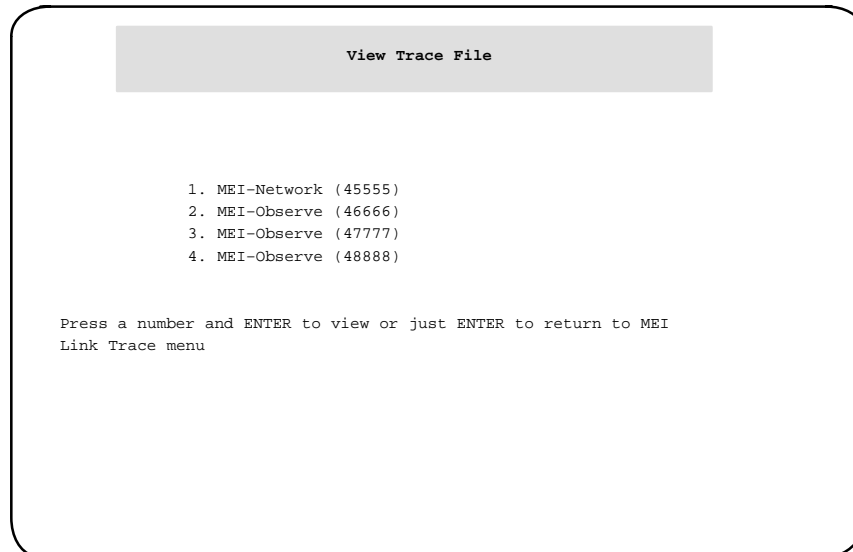 View Trace File
1. MEI-Network (45555)
2. MEI-Observe (46666)
3. MEI-Observe (47777)
4. MEI-Observe (48888)
Press a number and ENTER to view or just ENTER to return to MEI
Link Trace menu